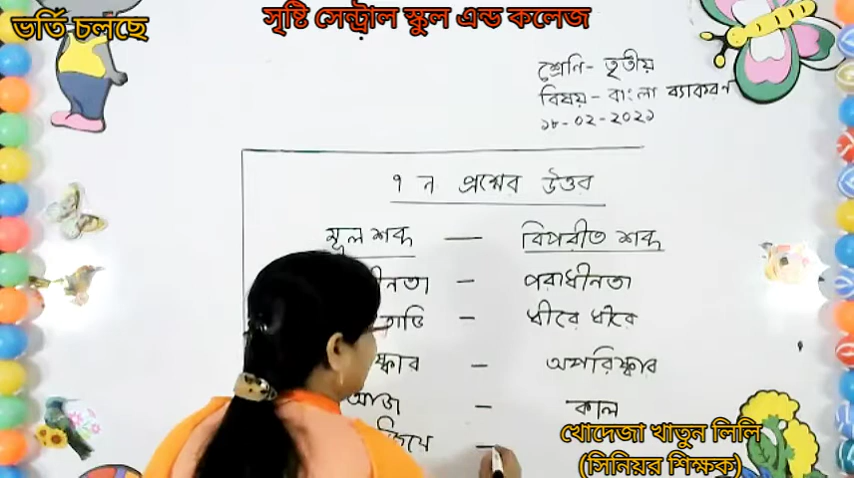 ভর্তি চলছে
সৃষ্টি সেন্ট্রাল স্কুল এন্ড কলেজ
শ্রেণি- তৃতীয়
বিষয় - বাংলা ব্যাকরণ
১৮-০২-২০২১
৭ ন প্রশ্নের উত্তর
মূল শব্দ — বিপরীত শব্দ
নতা - পরাধীনতা
- ধীরে ধীরে
ষ্কার - অপরিষ্কার
আজ - কাল
-
খোদেজা খাতুন লিলি
(সিনিয়র শিক্ষক)